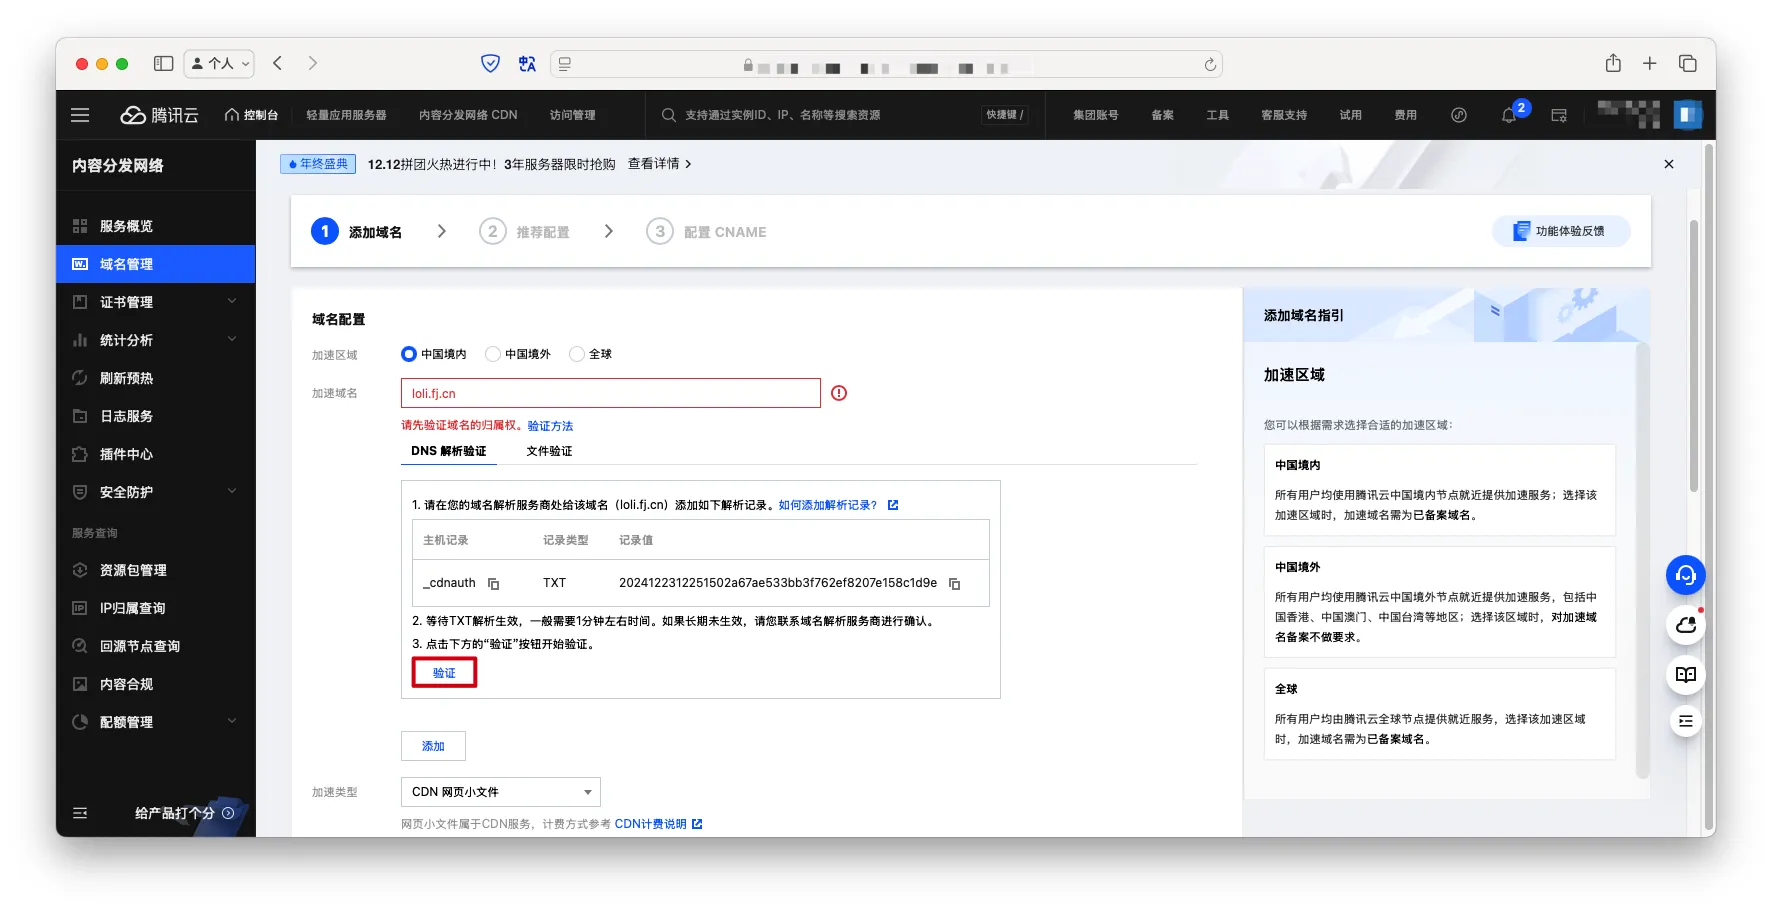 个人
腾讯云
控制台
轻量应用服务器
内容分发网络 CDN
访问管理
支持通过实例ID、IP、名称等搜索资源
快捷键 /
集团账号
备案
工具
客服支持
试用
费用
2
内容分发网络
服务概览
域名管理
证书管理
统计分析
刷新预热
日志服务
插件中心
安全防护
服务查询
资源包管理
IP归属查询
回源节点查询
内容合规
配额管理
给产品打个分
年终盛典 12.12拼团火热进行中！3年服务器限时抢购 查看详情
1 添加域名
2 推荐配置
3 配置 CNAME
功能体验反馈
域名配置
加速区域 中国境内 中国境外 全球
加速域名 loli.fj.cn
请先验证域名的归属权。验证方法
DNS 解析验证 文件验证
1. 请在您的域名解析服务商处给该域名（loli.fj.cn）添加如下解析记录。如何添加解析记录？
主机记录 记录类型 记录值
_cdnauth TXT 2024122312251502a67ae533bb3f762ef8207e158c1d9e
2. 等待TXT解析生效，一般需要1分钟左右时间。如果长期未生效，请您联系域名解析服务商进行确认。
3. 点击下方的“验证”按钮开始验证。
验证
添加
加速类型 CDN 网页小文件
网页小文件属于CDN服务，计费方式参考 CDN计费说明
添加域名指引
加速区域
您可以根据需求选择合适的加速区域：
中国境内
所有用户均使用腾讯云中国境内节点就近提供加速服务；选择该
加速区域时，加速域名需为已备案域名。
中国境外
所有用户均使用腾讯云中国境外节点就近提供加速服务，包括中
国香港、中国澳门、中国台湾等地区；选择该区域时，对加速域
名备案不做要求。
全球
所有用户均由腾讯云全球节点提供就近服务，选择该加速区域
时，加速域名需为已备案域名。